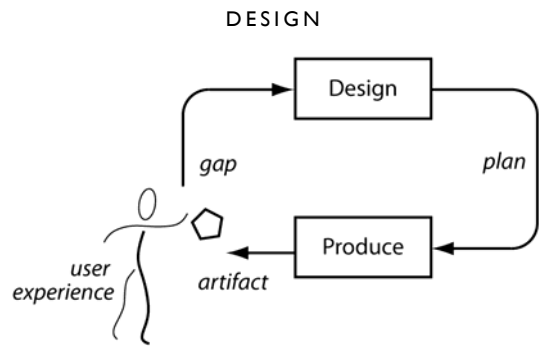 DESIGN
Design
gap
plan
Produce
user
experience
artifact